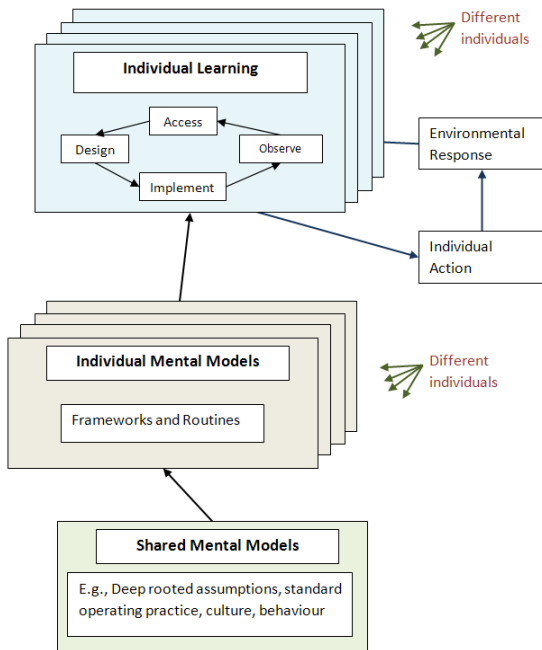 Different
individuals
Individual Learning
Access
Design
Observe
Implement
Environmental
Response
Individual
Action
Individual Mental Models
Frameworks and Routines
Different
individuals
Shared Mental Models
E.g., Deep rooted assumptions, standard
operating practice, culture, behaviour